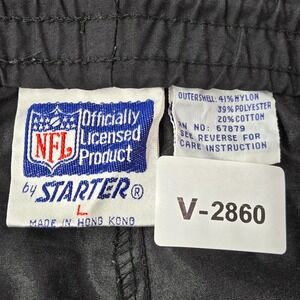 NFL
Officially
Licensed
Product
by STARTER®
L
MADE IN HONG KONG
OUTERSHELL: 41% NYLON
39% POLYESTER
20% COTTON
RN NO: 67879
SEE REVERSE FOR
CARE INSTRUCTION
V-2860